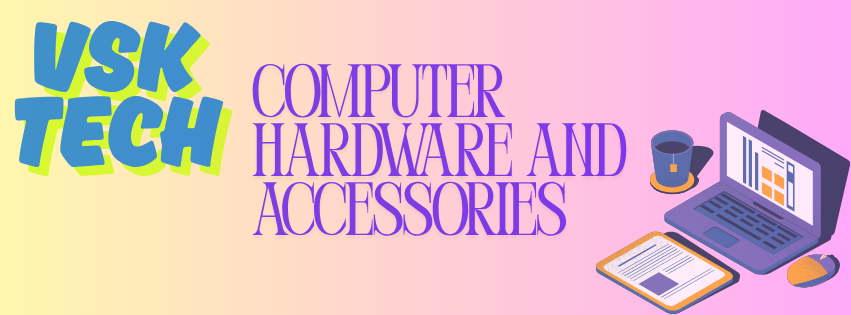 VSK
TECH
COMPUTER
HARDWARE AND
ACCESSORIES